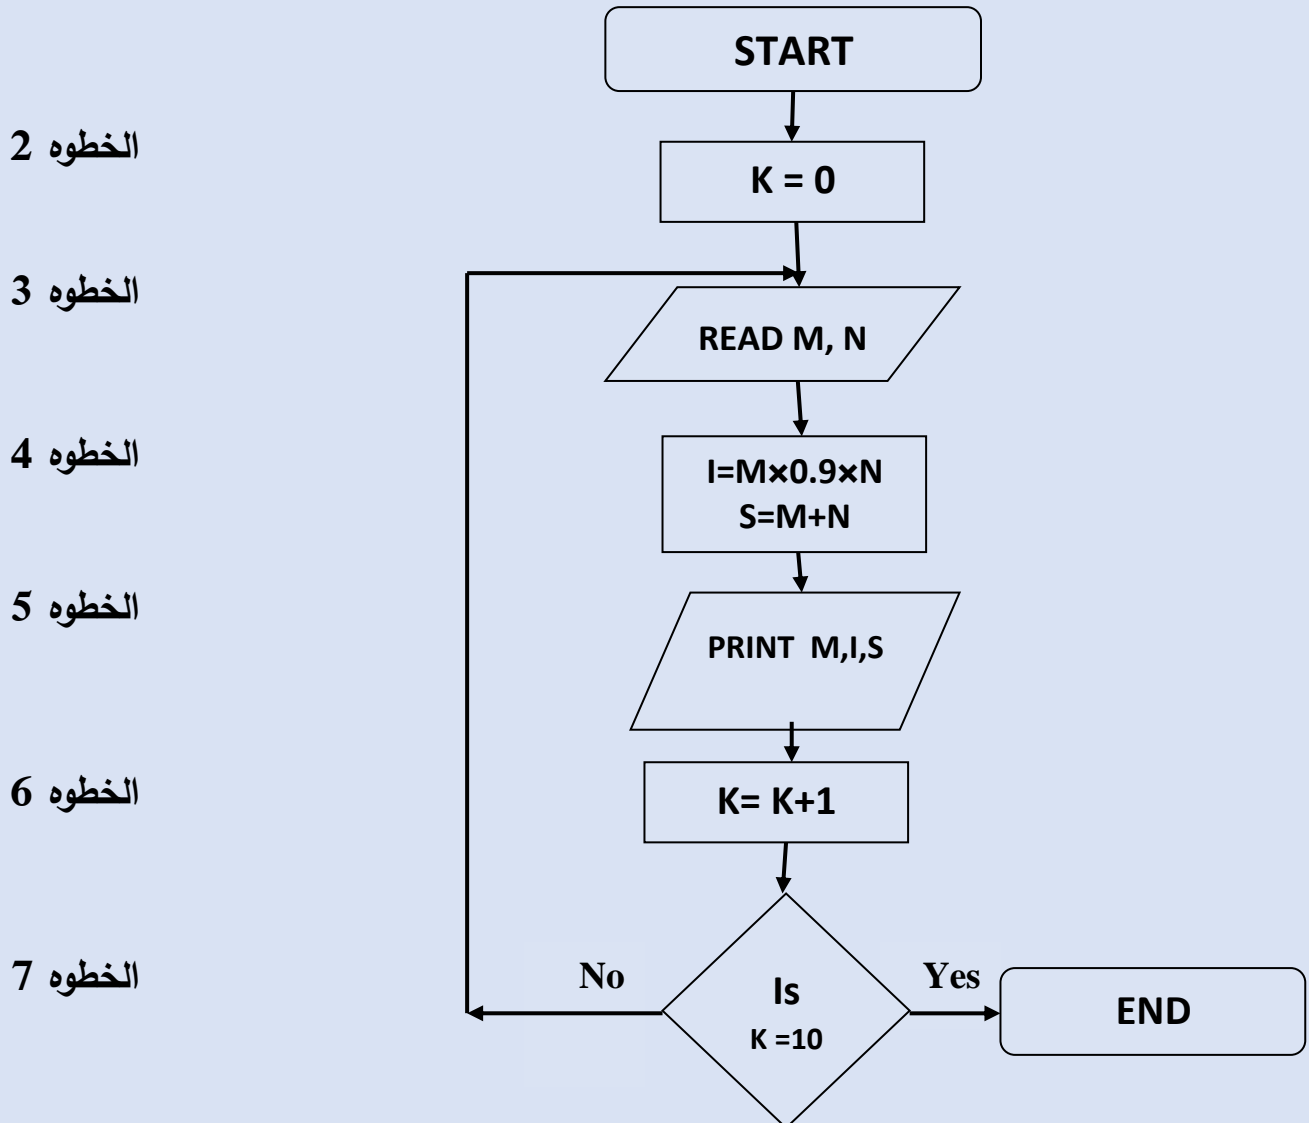 START
الخطوه 2
K = 0
الخطوه 3
READ M, N
الخطوه 4
I=M×0.9×N
S=M+N
الخطوه 5
PRINT M,I,S
الخطوه 6
K= K+1
الخطوه 7
No
Is
K =10
Yes
END